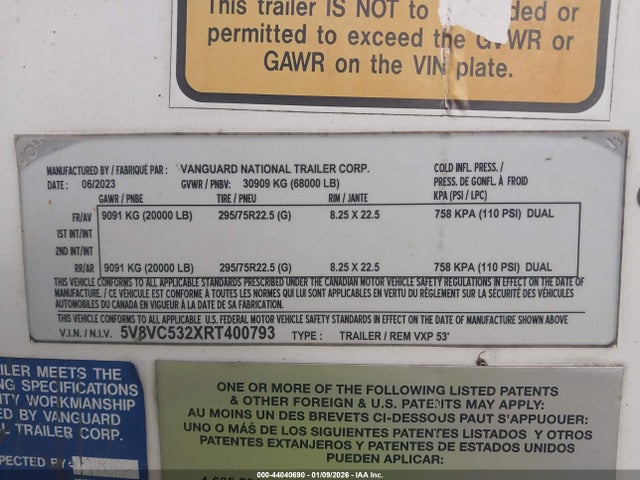 This trailer IS NOT to ded or
permitted to exceed the GVWR or
GAWR on the VIN plate.
MANUFACTURED BY / FABRIQUÉ PAR : VANGUARD NATIONAL TRAILER CORP.
DATE : 06/2023 GVWR / PNBV : 30909 KG (68000 LB)
COLD INFL. PRESS. /
PRESS. DE GONFL. À FROID
GAWR / PNBE TIRE / PNEU RIM / JANTE KPA (PSI / LPC)
FR/AV 9091 KG (20000 LB) 295/75R22.5 (G) 8.25 X 22.5 758 KPA (110 PSI) DUAL
1ST INT/INT
2ND INT/INT
RR/AR 9091 KG (20000 LB) 295/75R22.5 (G) 8.25 X 22.5 758 KPA (110 PSI) DUAL
THIS VEHICLE CONFORMS TO ALL APPLICABLE STANDARDS PRESCRIBED UNDER THE CANADIAN MOTOR VEHICLE SAFETY REGULATIONS IN EFFECT ON THE DATE OF
MANUFACTURE. / CE VÉHICULE EST CONFORME À TOUTES LES NORMES QUI LUI SONT APPLICABLES EN VERTU DU RÈGLEMENT SUR LA SÉCURITÉ DES VÉHICULES
AUTOMOBILES DU CANADA EN VIGUEUR À LA DATE DE SA FABRICATION.
THIS VEHICLE CONFORMS TO ALL APPLICABLE U.S. FEDERAL MOTOR VEHICLE SAFETY STANDARDS IN EFFECT ON THE DATE OF MANUFACTURE SHOWN ABOVE
V.I.N. / N.I.V. 5V8VC532XRT400793 TYPE : TRAILER / REM VXP 53'
ILER MEETS THE
NG SPECIFICATIONS
ITY WORKMANSHIP
ED BY VANGUARD
L TRAILER CORP.
PECTED BY:
ONE OR MORE OF THE FOLLOWING LISTED PATENTS
& OTHER FOREIGN & U.S. PATENTS MAY APPLY:
AU MOINS UN DES BREVETS CI-DESSOUS PAUT S'APPUOUER:
UNO O MÁS DE LOS SIGUIENTES PATENTES LISTADOS Y OTROS
PATENTES EXTANJEROS Y PATENTES DE ESTADOS UNIDOS
PUEDEN APLICAR:
000-44040690 - 01/09/2026 - IAA Inc.